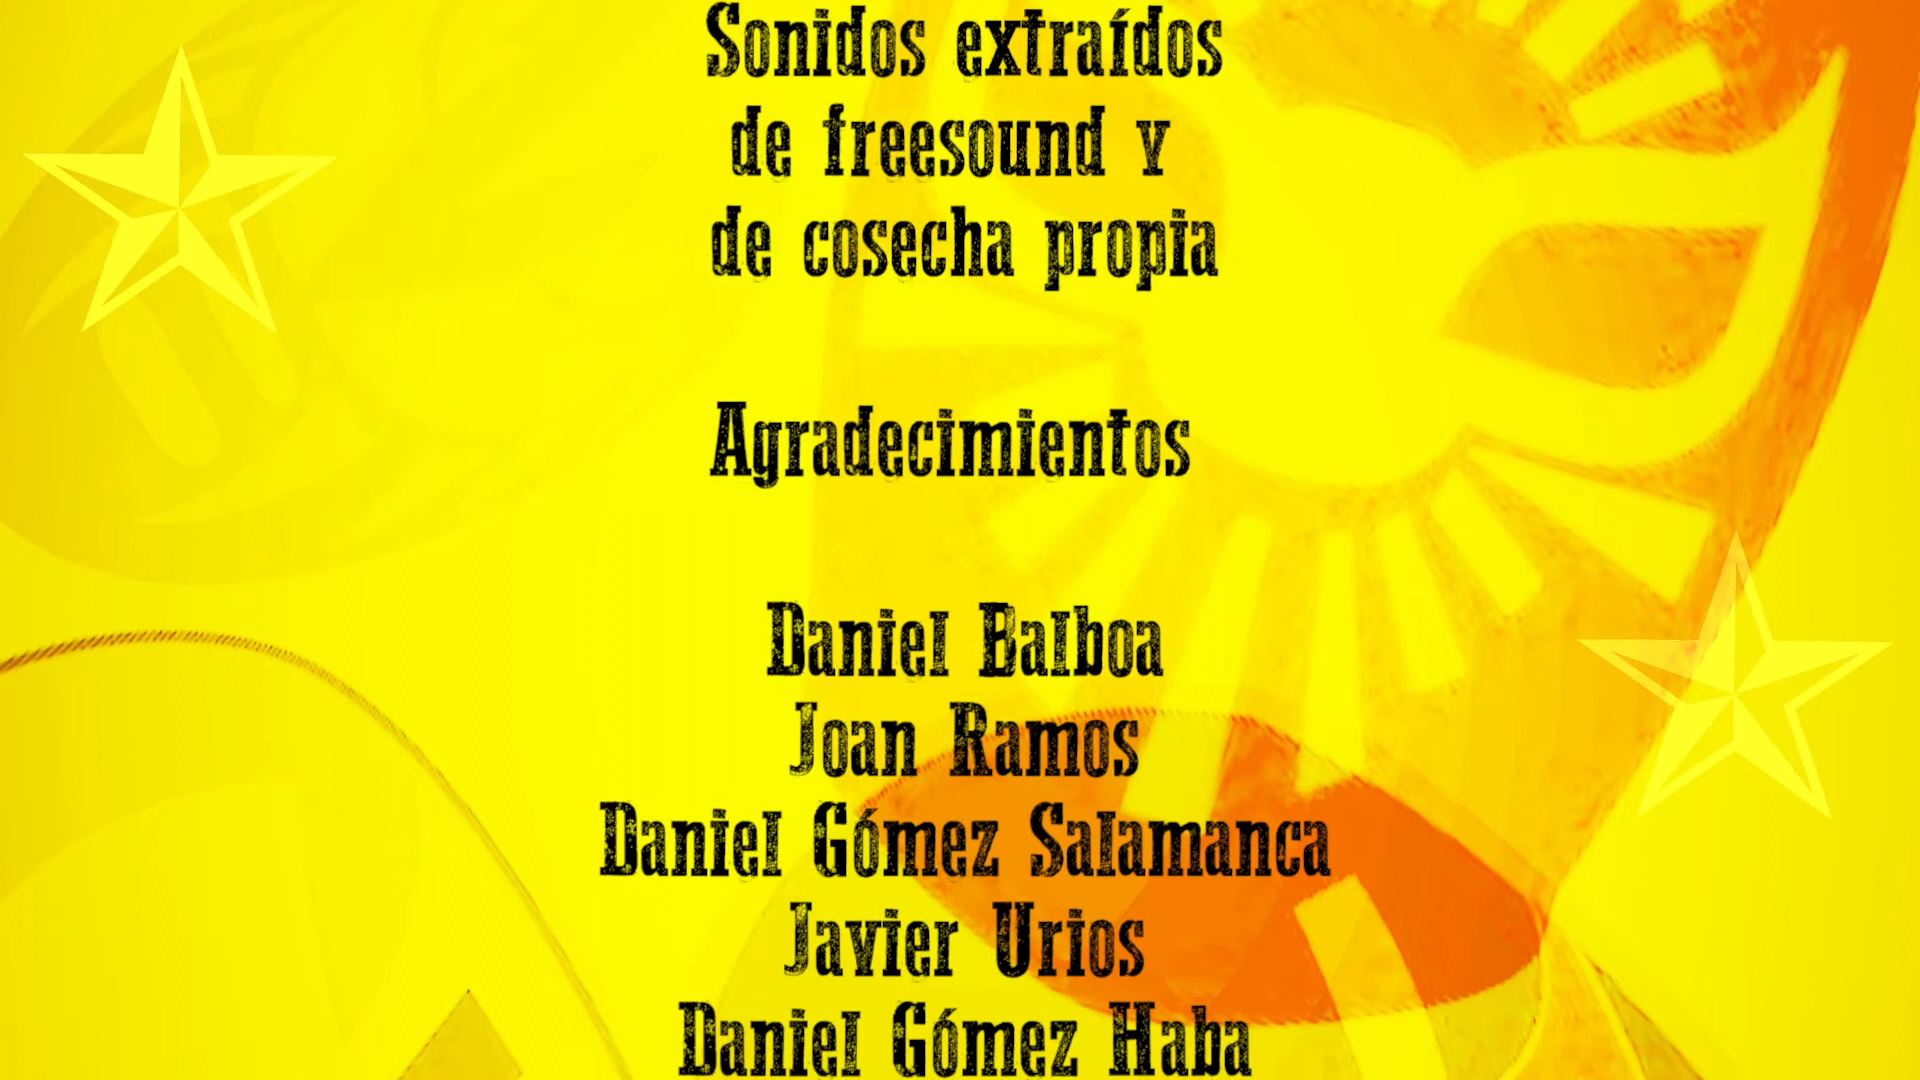 Sonidos extraídos
de freesound y
de cosecha propia
Agradecimientos
Daniel Balboa
Joan Ramos
Daniel Gómez Salamanca
Javier Urios
Daniel Gómez Haba